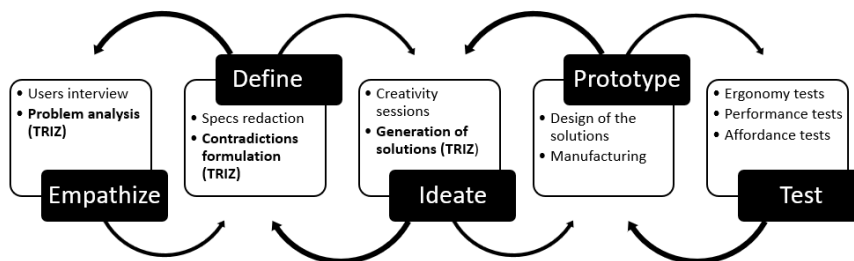 • Users interview
• Problem analysis
(TRIZ)
Empathize
Define
• Specs redaction
• Contradictions
formulation
(TRIZ)
• Creativity
sessions
• Generation of
solutions (TRIZ)
Ideate
Prototype
• Design of the
solutions
• Manufacturing
• Ergonomy tests
• Performance tests
• Affordance tests
Test